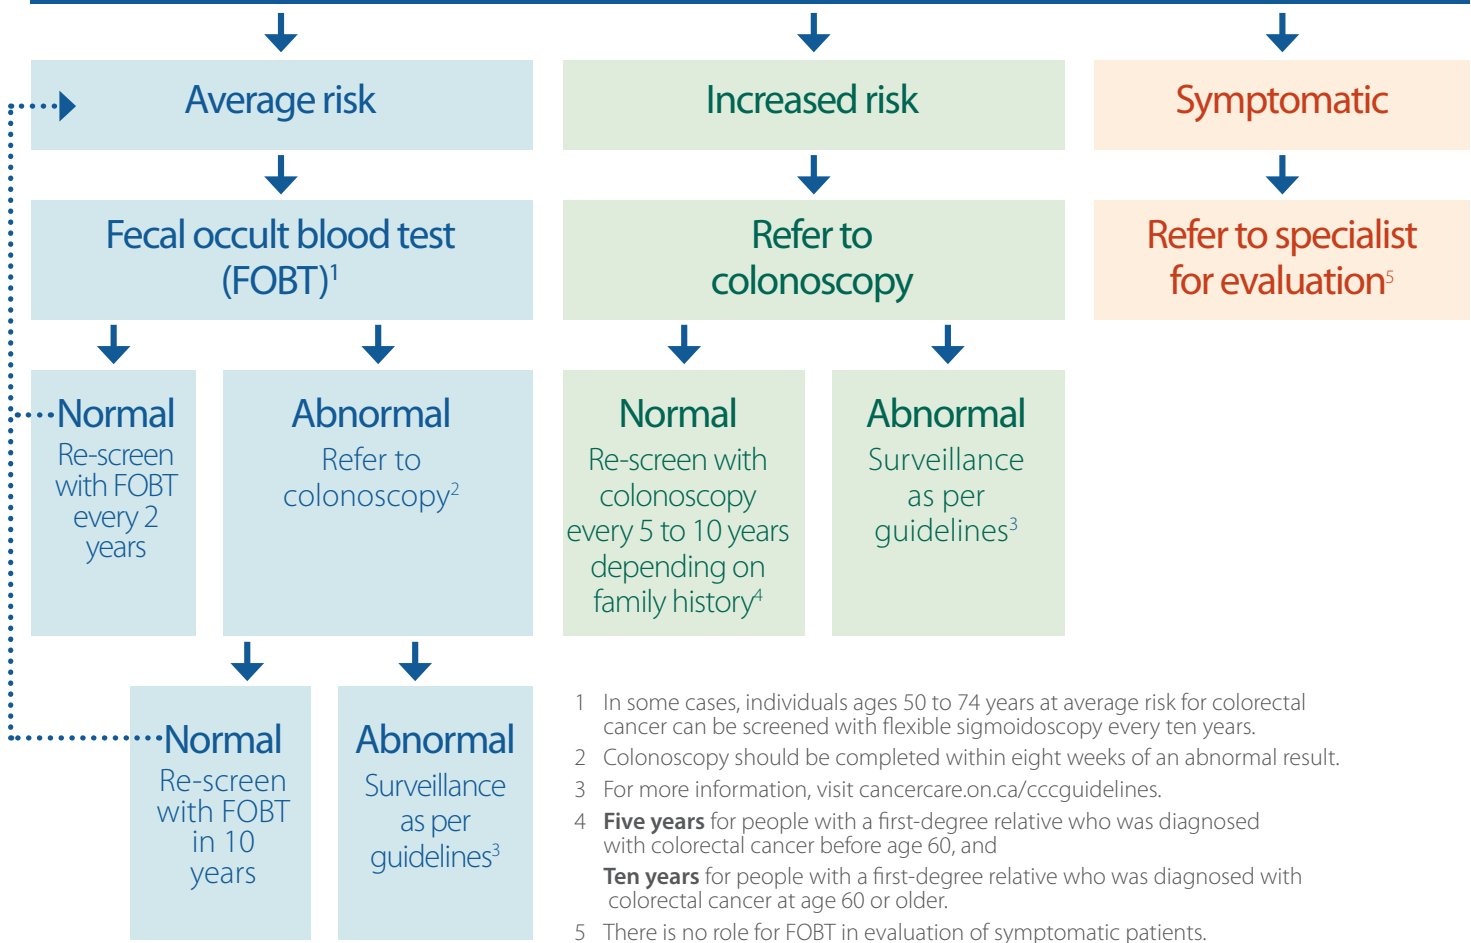 Average risk
Increased risk
Symptomatic
Fecal occult blood test
(FOBT)1
Refer to
colonoscopy
Refer to specialist
for evaluation5
Normal
Re-screen
with FOBT
every 2
years
Abnormal
Refer to
colonoscopy2
Normal
Re-screen with
colonoscopy
every 5 to 10 years
depending on
family history4
Abnormal
Surveillance
as per
guidelines3
Normal
Re-screen
with FOBT
in 10
years
Abnormal
Surveillance
as per
guidelines3
1 In some cases, individuals ages 50 to 74 years at average risk for colorectal
cancer can be screened with flexible sigmoidoscopy every ten years.
2 Colonoscopy should be completed within eight weeks of an abnormal result.
3 For more information, visit cancercare.on.ca/cccguidelines.
4 Five years for people with a first-degree relative who was diagnosed
with colorectal cancer before age 60, and
Ten years for people with a first-degree relative who was diagnosed with
colorectal cancer at age 60 or older.
5 There is no role for FOBT in evaluation of symptomatic patients.